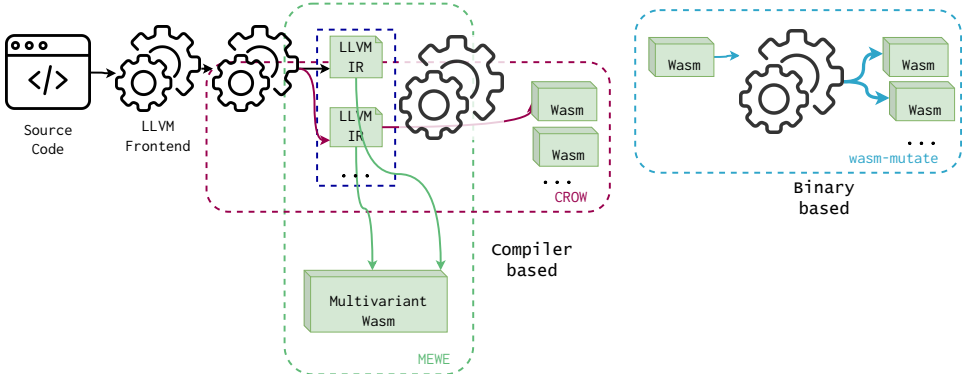 Source
Code
LLVM
Frontend
LLVM
IR
LLVM
IR
...
Wasm
Wasm
...
CROW
Compiler
based
Multivariant
Wasm
MEWE
Wasm
Wasm
Wasm
...
wasm-mutate
Binary
based